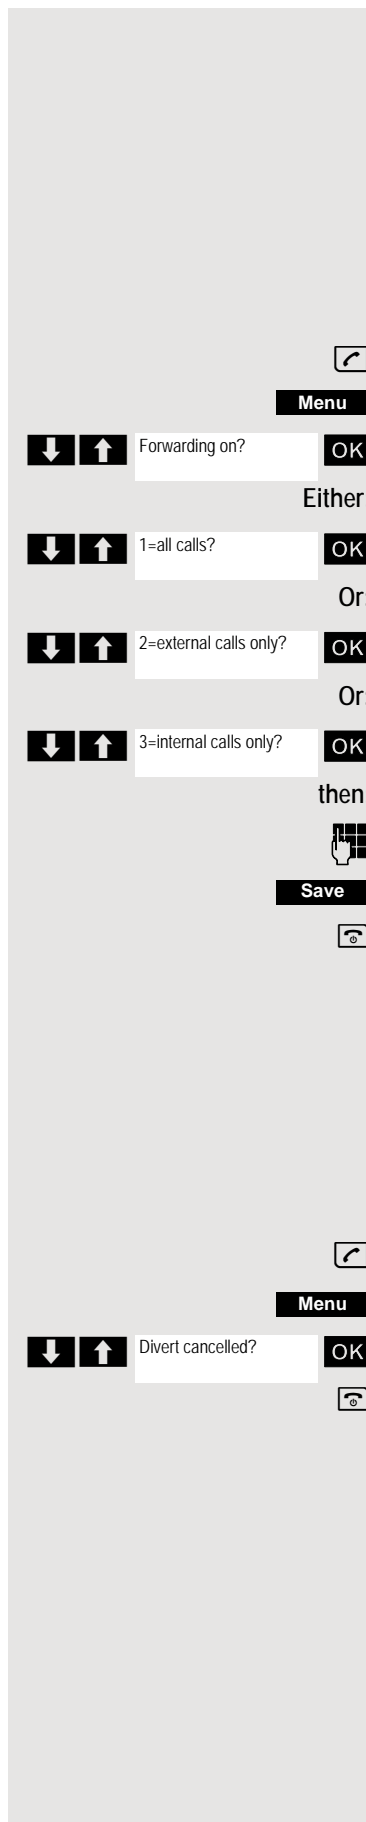 Menu
Forwarding on? OK
Either
1=all calls? OK
Or:
2=external calls only? OK
Or:
3=internal calls only? OK
then
Save
Menu
Divert cancelled? OK